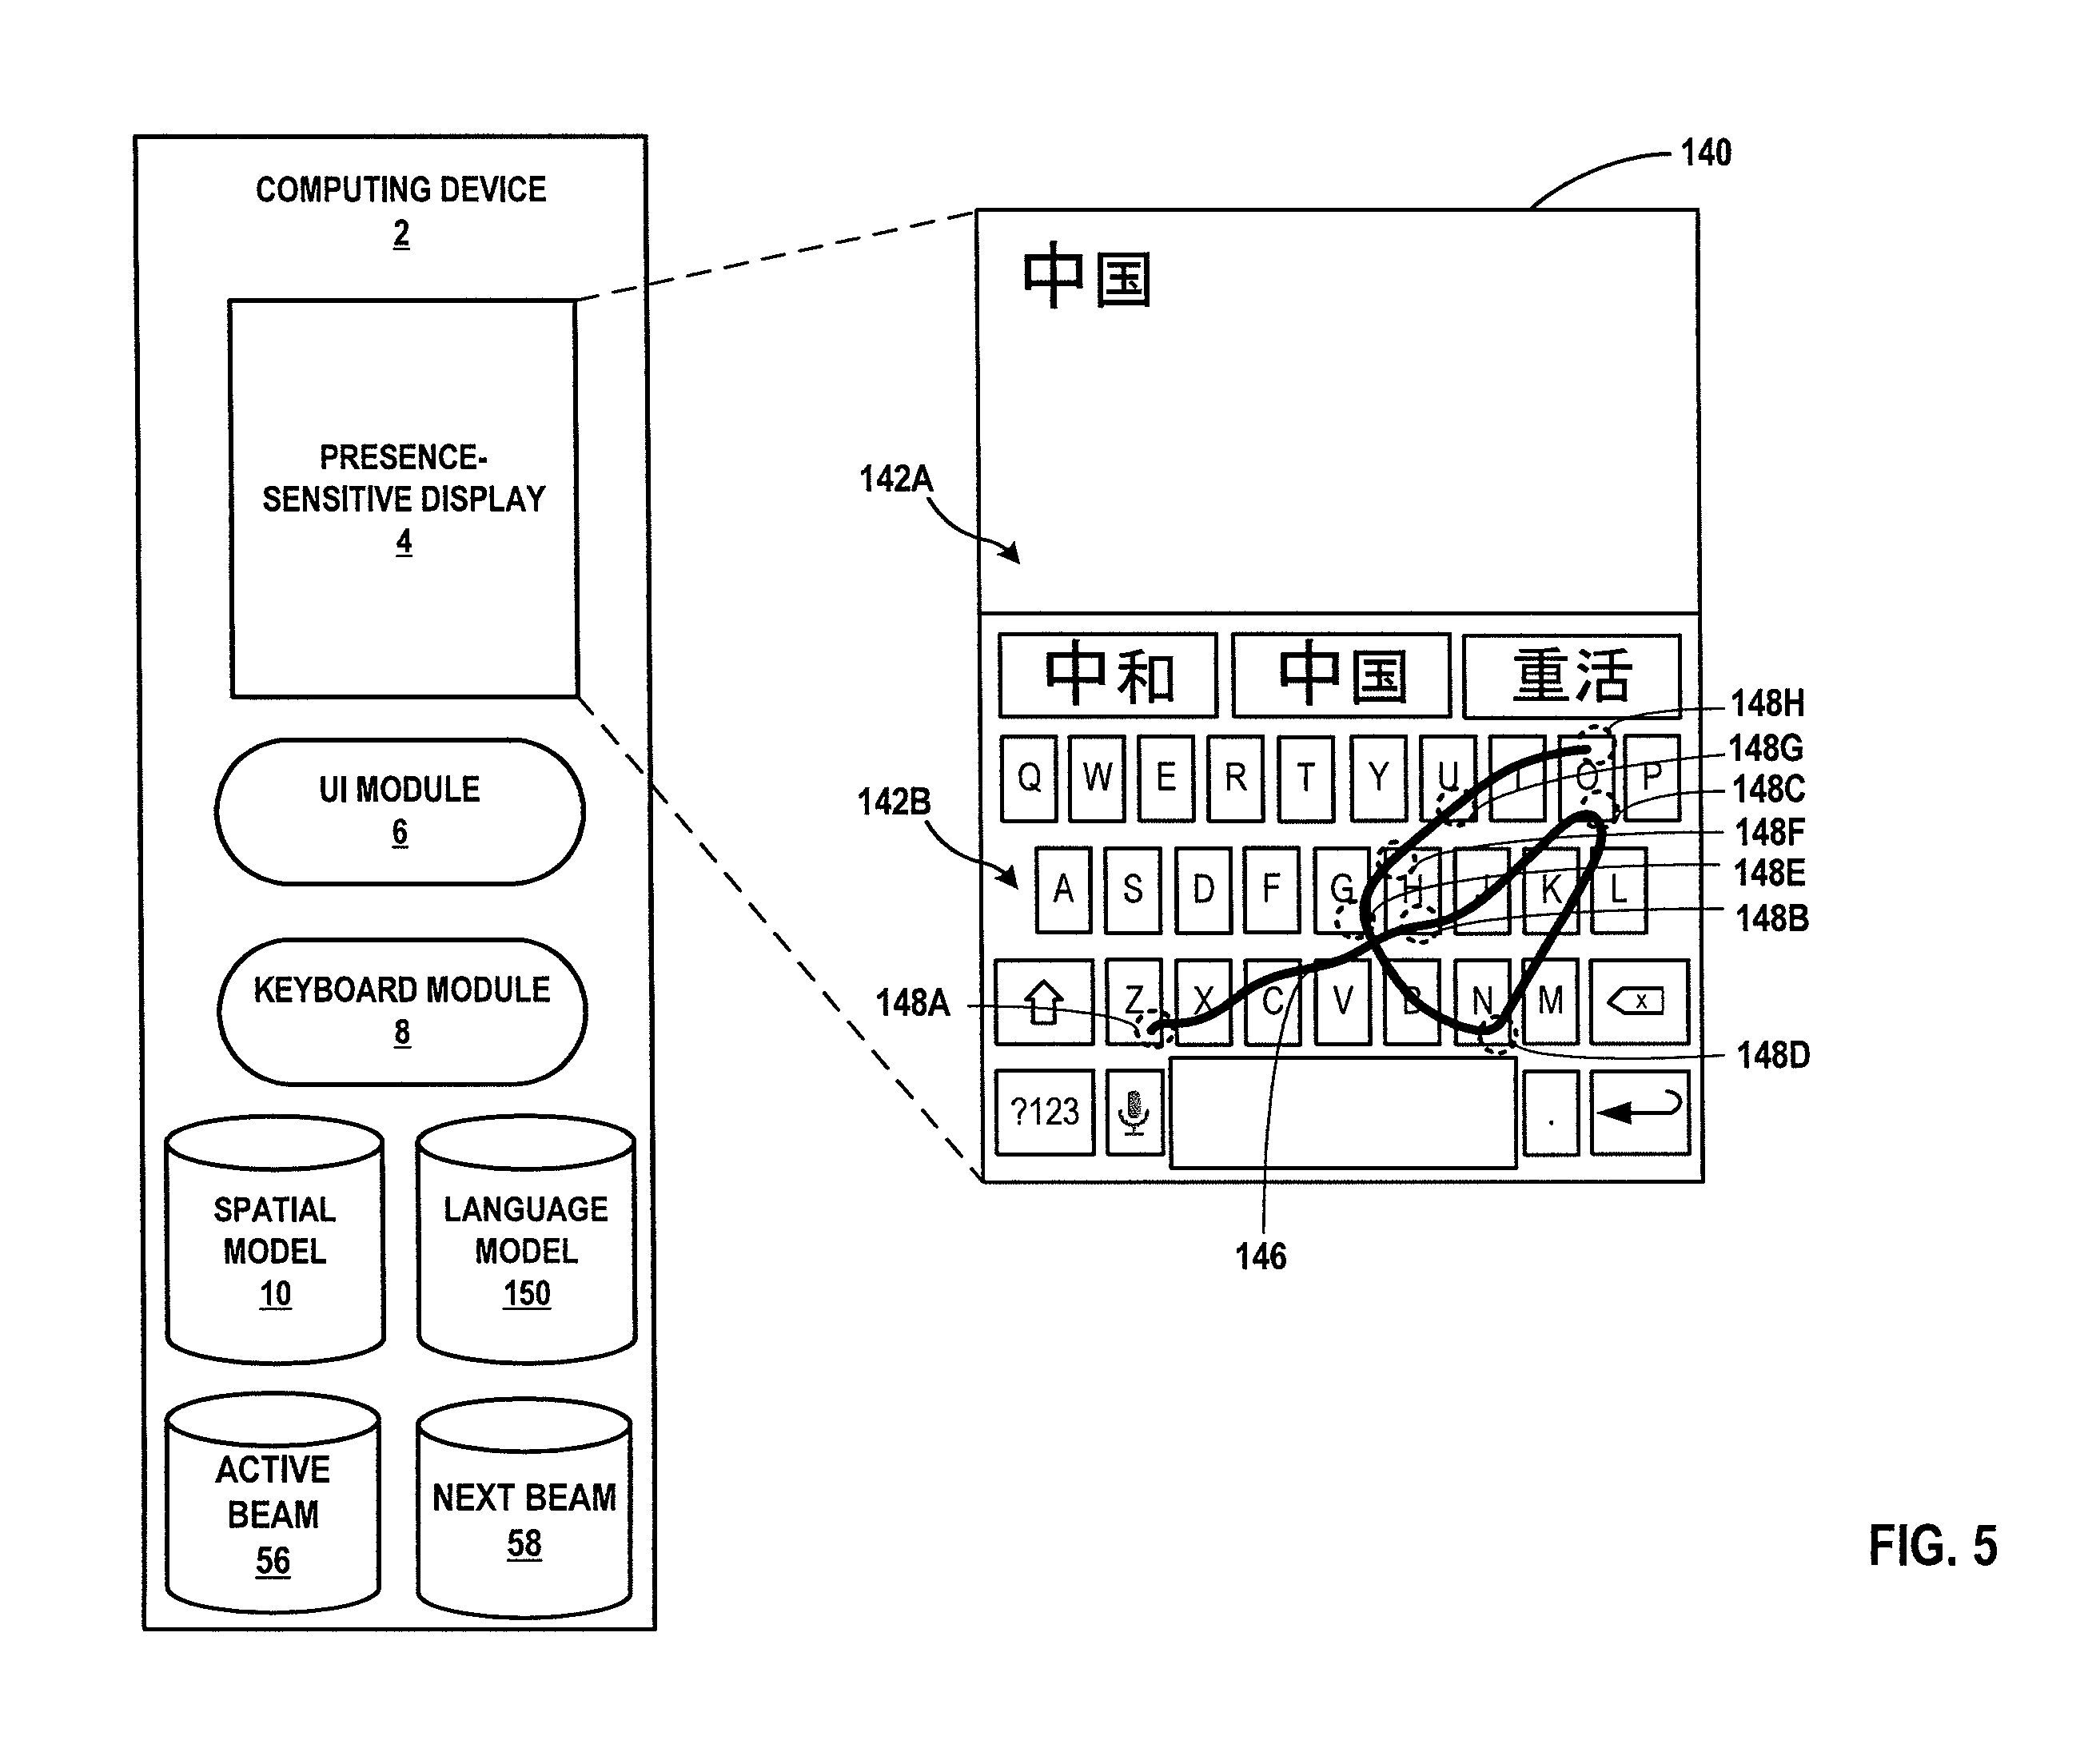 COMPUTING DEVICE
2
PRESENCE-
SENSITIVE DISPLAY
4
UI MODULE
6
KEYBOARD MODULE
8
SPATIAL
MODEL
10
LANGUAGE
MODEL
150
ACTIVE
BEAM
56
NEXT BEAM
58
140
中国
142A
中和 中国 重活
148H
148G
Q W E R T Y U I O P
148C
142B
148F
A S D F G H J K L
148E
148B
148A
Z X C V B N M x
148D
?123 .
146
FIG. 5